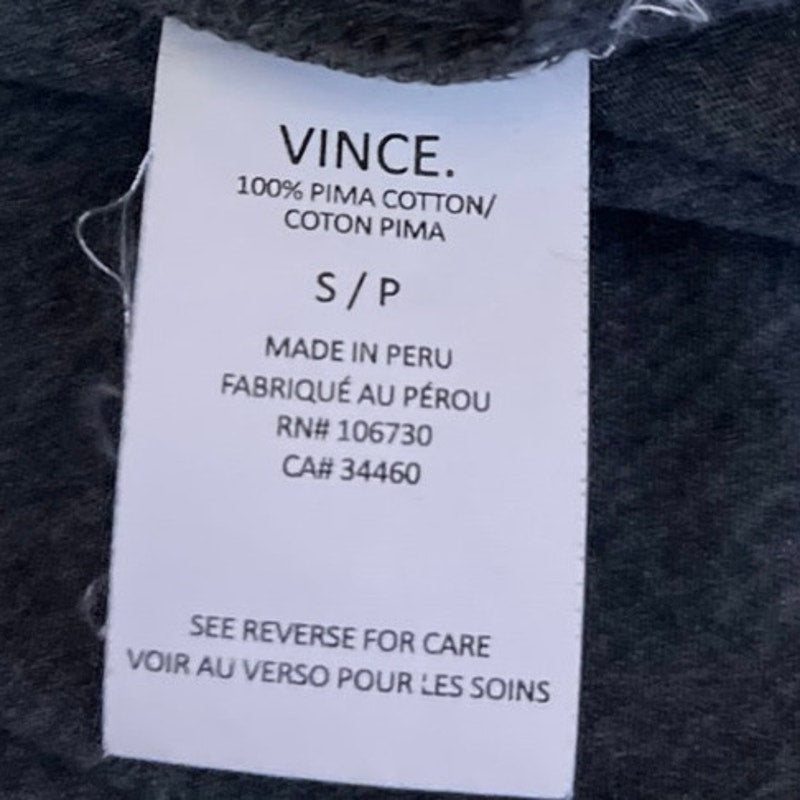 VINCE.
100% PIMA COTTON/
COTON PIMA
S / P
MADE IN PERU
FABRIQUÉ AU PÉROU
RN# 106730
CA# 34460
SEE REVERSE FOR CARE
VOIR AU VERSO POUR LES SOINS